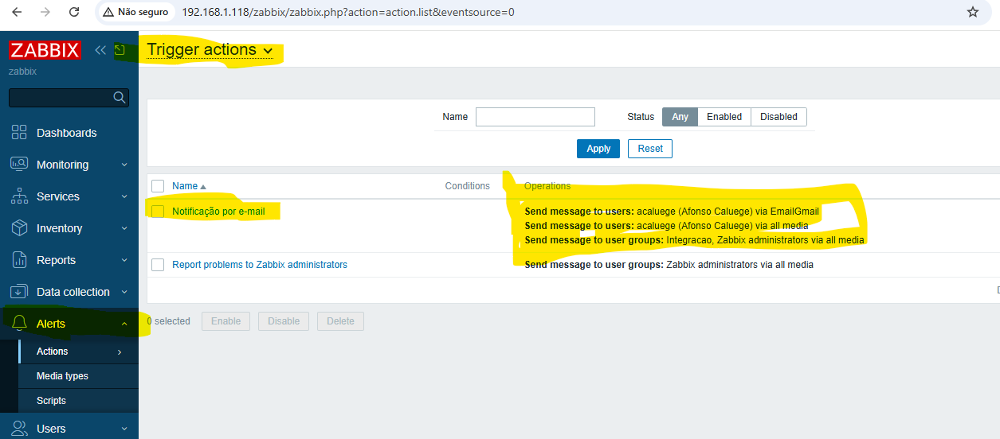 Não seguro
192.168.1.118/zabbix/zabbix.php?action=action.list&eventsource=0
ZABBIX
zabbix
Dashboards
Monitoring
Services
Inventory
Reports
Data collection
Alerts
Actions
Media types
Scripts
Users
Trigger actions
Name
Status Any Enabled Disabled
Apply Reset
Name Conditions Operations
Notificação por e-mail
Send message to users: acaluege (Afonso Caluege) via EmailGmail
Send message to users: acaluege (Afonso Caluege) via all media
Send message to user groups: Integracao, Zabbix administrators via all media
Report problems to Zabbix administrators Send message to user groups: Zabbix administrators via all media
0 selected Enable Disable Delete